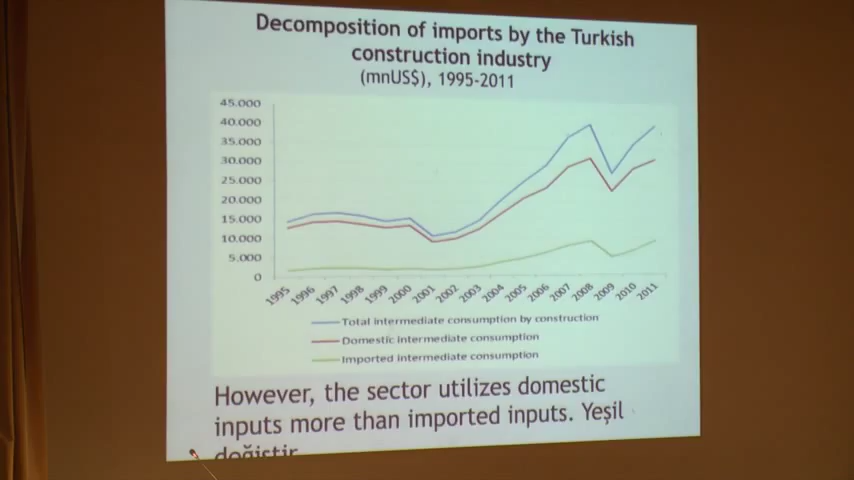 Decomposition of imports by the Turkish
construction industry
(mnUS$), 1995-2011
45.000
40.000
35.000
30.000
25.000
20.000
15.000
10.000
5.000
0
1995 1996 1997 1998 1999 2000 2001 2002 2003 2004 2005 2006 2007 2008 2009 2010 2011
Total intermediate consumption by construction
Domestic intermediate consumption
Imported intermediate consumption
However, the sector utilizes domestic
inputs more than imported inputs. Yeşil
değiştir